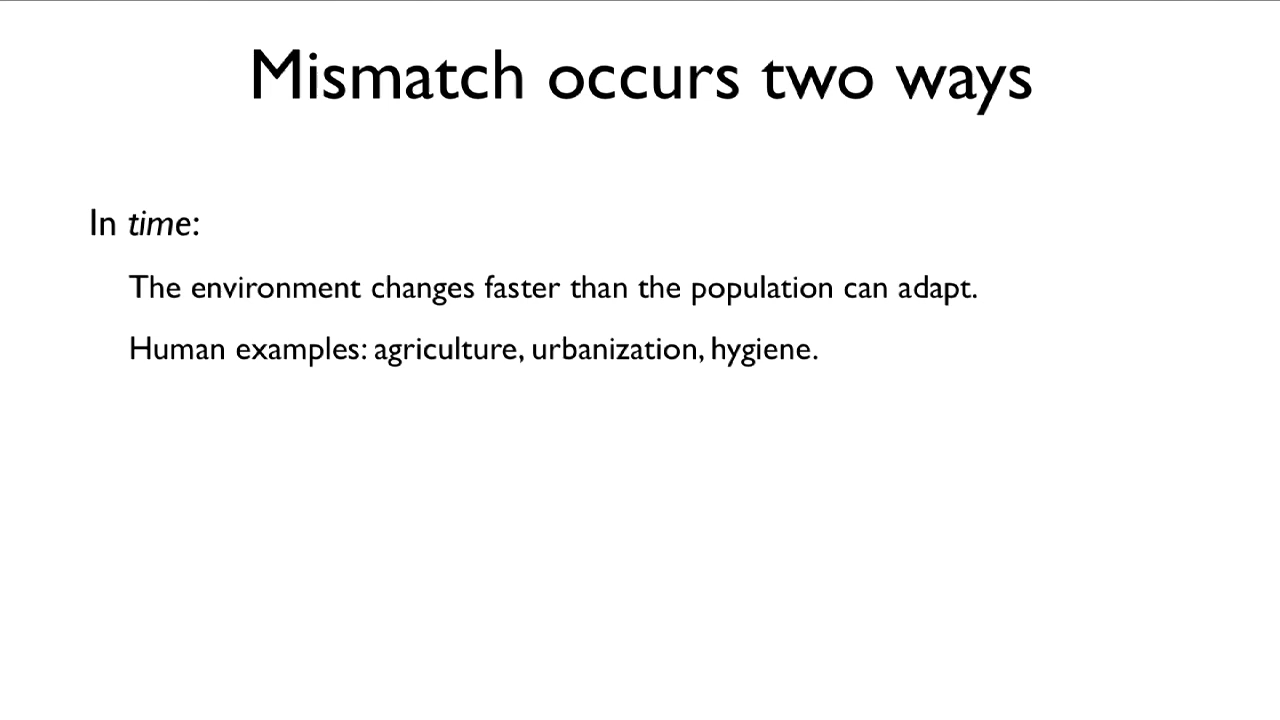 Mismatch occurs two ways
In time:
The environment changes faster than the population can adapt.
Human examples: agriculture, urbanization, hygiene.